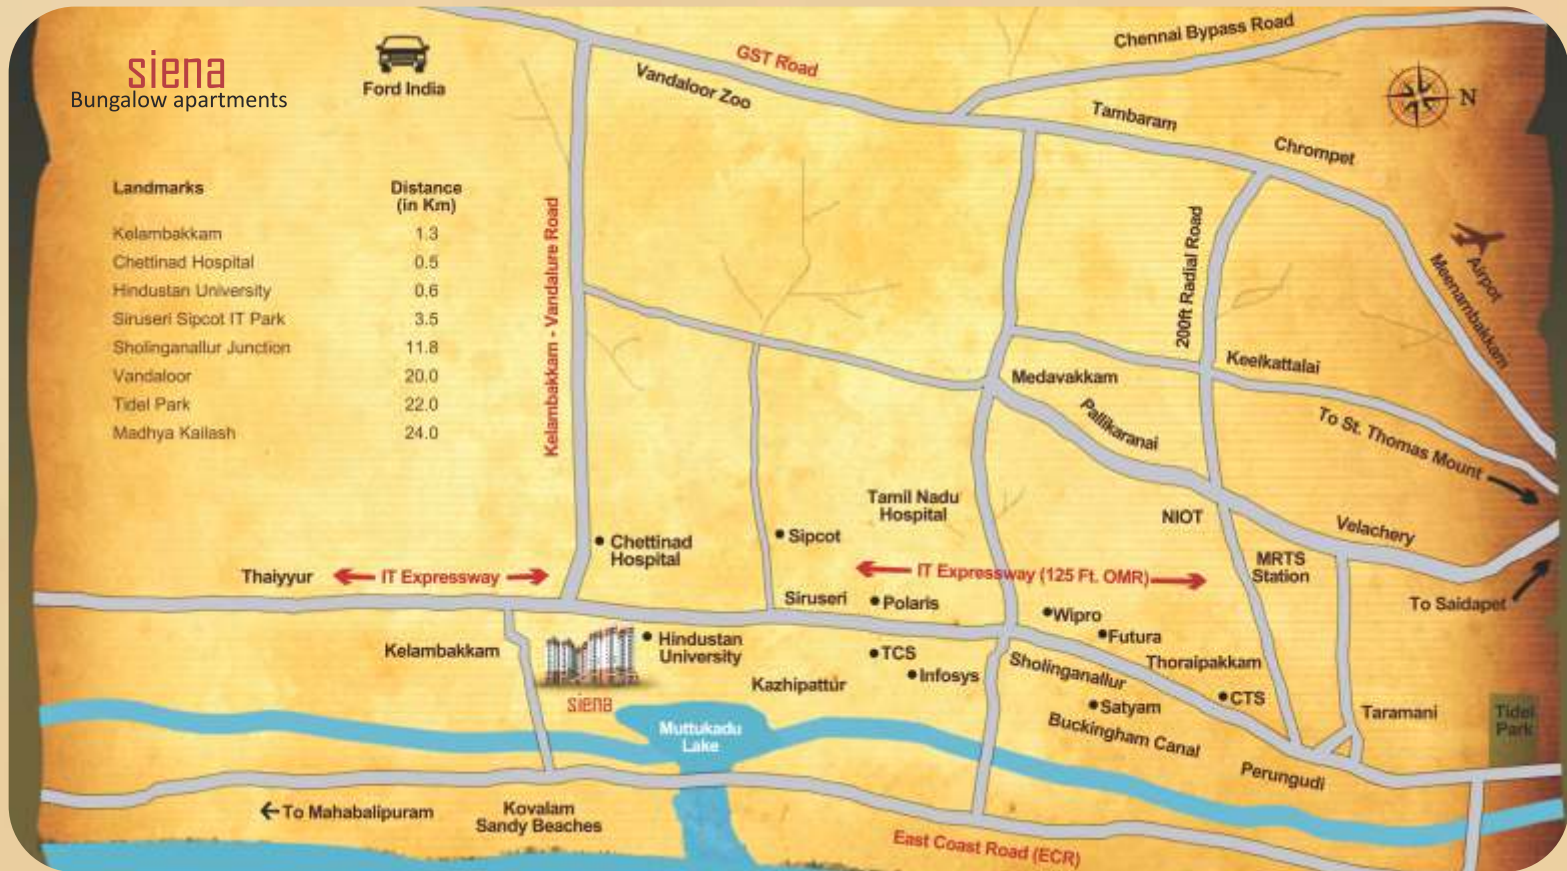 siena
Bungalow apartments
Ford India
GST Road
Vandaloor Zoo
Chennai Bypass Road
Tambaram
Chrompet
N
Airpot
Meenambakkam
Landmarks Distance
(in Km)
Kelambakkam 1.3
Chettinad Hospital 0.5
Hindustan University 0.6
Siruseri Sipcot IT Park 3.5
Sholinganallur Junction 11.8
Vandaloor 20.0
Tidel Park 22.0
Madhya Kailash 24.0
Kelambakkam - Vandalure Road
200ft Radial Road
Keelkattalai
Medavakkam
Pallikaranai
To St. Thomas Mount
Tamil Nadu
Hospital
NIOT
Velachery
MRTS
Station
To Saidapet
Chettinad
Hospital
Sipcot
Thaiyyur
IT Expressway
IT Expressway (125 Ft. OMR)
Siruseri
Polaris
Wipro
Futura
Kelambakkam
Hindustan
University
TCS
Infosys
Sholinganallur
Thoraipakkam
Kazhipattur
siena
Satyam
CTS
Taramani
Tidel
Park
Muttukadu
Lake
Buckingham Canal
Perungudi
To Mahabalipuram
Kovalam
Sandy Beaches
East Coast Road (ECR)